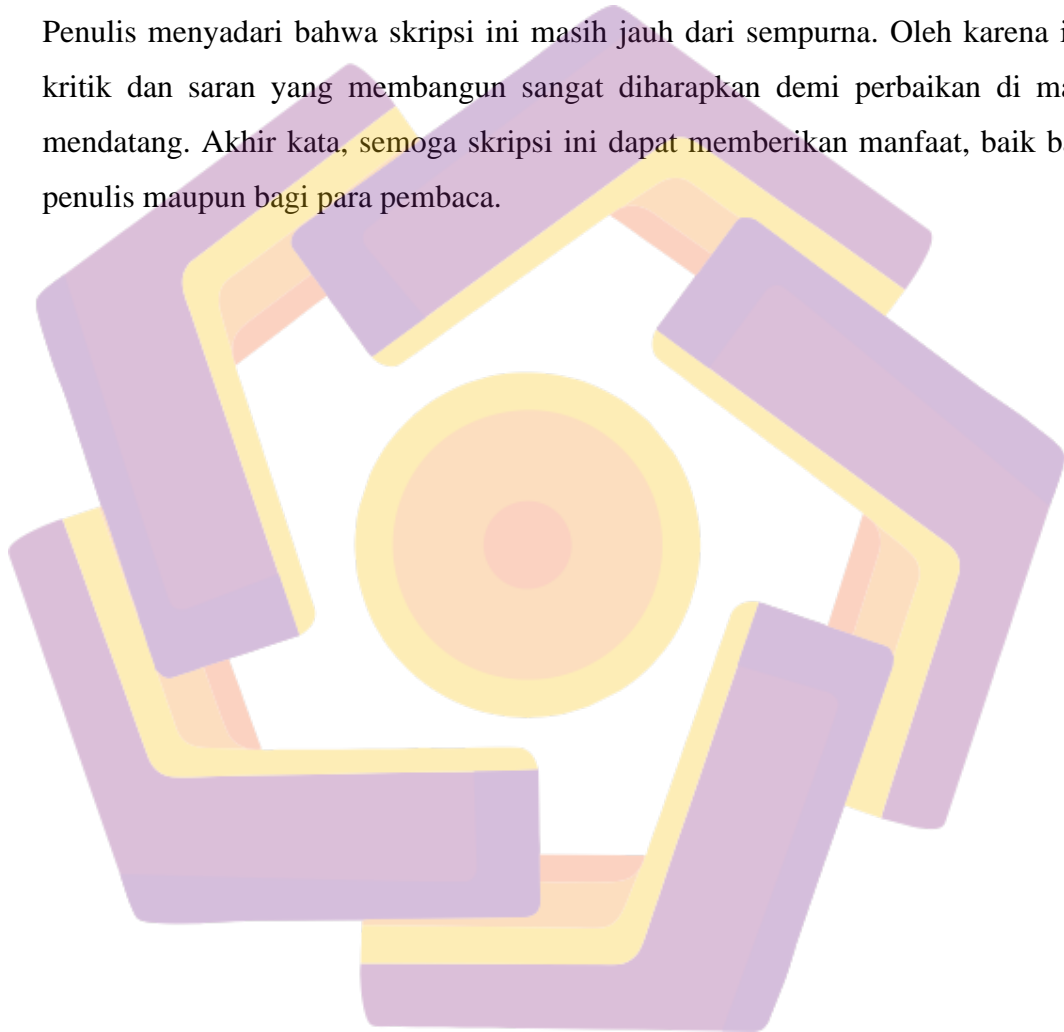 Penulis menyadari bahwa skripsi ini masih jauh dari sempurna. Oleh karena
kritik dan saran yang membangun sangat diharapkan demi perbaikan di
mendatang. Akhir kata, semoga skripsi ini dapat memberikan manfaat, baik
penulis maupun bagi para pembaca.